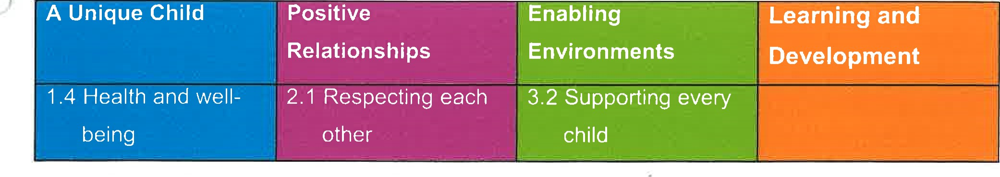 A Unique Child
Positive
Relationships
Enabling
Environments
Learning and
Development
1.4 Health and well-
being
2.1 Respecting each
other
3.2 Supporting every
child